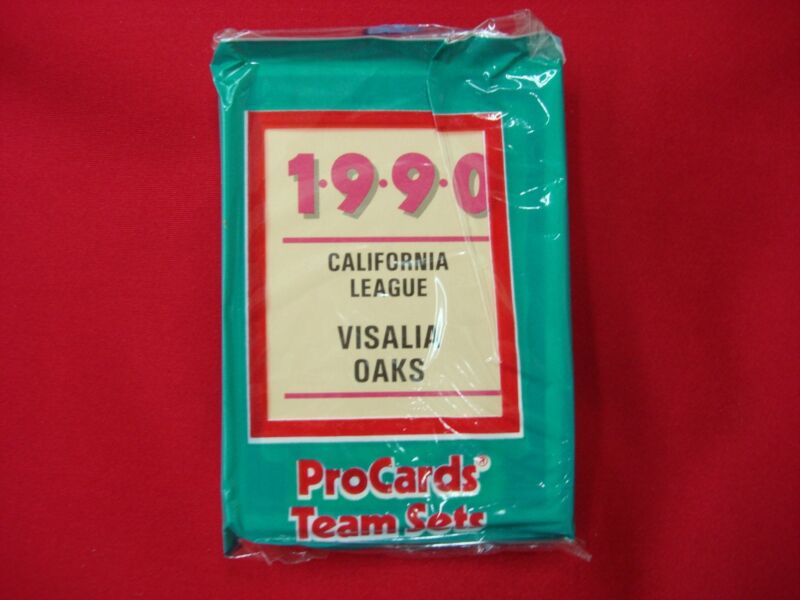 1·9·9·0
CALIFORNIA
LEAGUE
VISALIA
OAKS
ProCards®
Team Sets